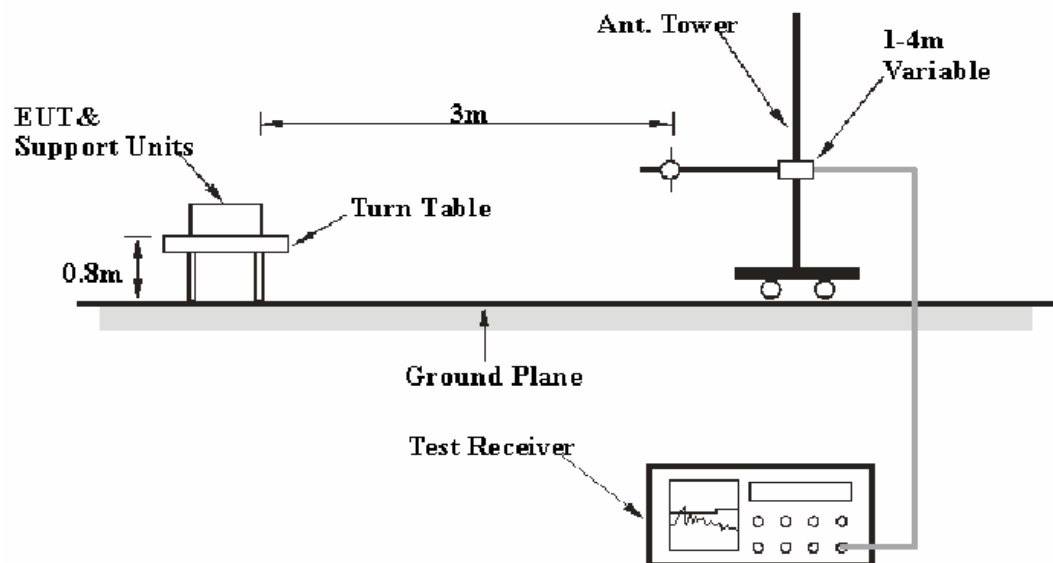 Ant. Tower
1-4m
Variable
3m
EUT&
Support Units
Turn Table
0.8m
Ground Plane
Test Receiver